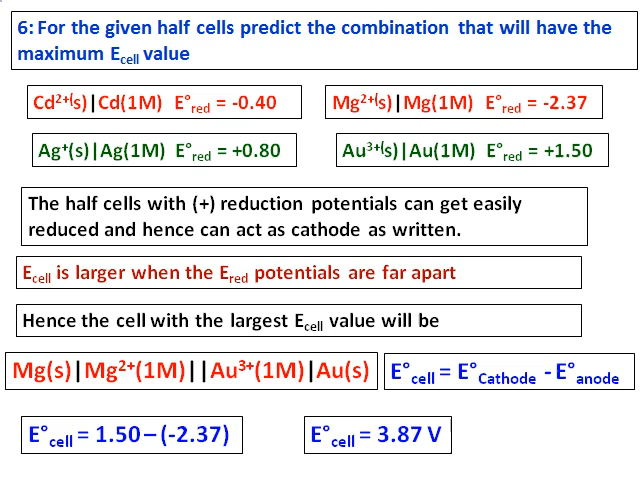 6: For the given half cells predict the combination that will have the
maximum Ecell value
Cd²⁺⁽s)|Cd(1M) E°red = -0.40
Mg²⁺⁽s)|Mg(1M) E°red = -2.37
Ag⁺(s)|Ag(1M) E°red = +0.80
Au³⁺⁽s)|Au(1M) E°red = +1.50
The half cells with (+) reduction potentials can get easily
reduced and hence can act as cathode as written.
Ecell is larger when the Ered potentials are far apart
Hence the cell with the largest Ecell value will be
Mg(s)|Mg²⁺(1M)||Au³⁺(1M)|Au(s)
E°cell = E°Cathode - E°anode
E°cell = 1.50 – (-2.37)
E°cell = 3.87 V